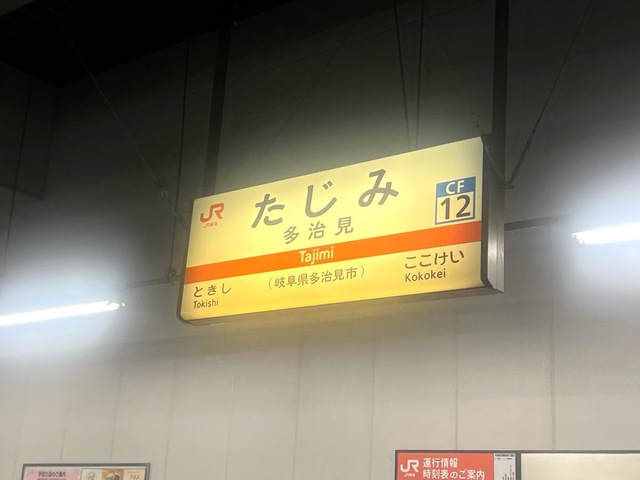 JR
JR東海
たじみ
多治見
CF
12
Tajimi
ときし
Tokishi
（岐阜県多治見市）
ここけい
Kokokei
JR
運行情報
時刻表のご案内